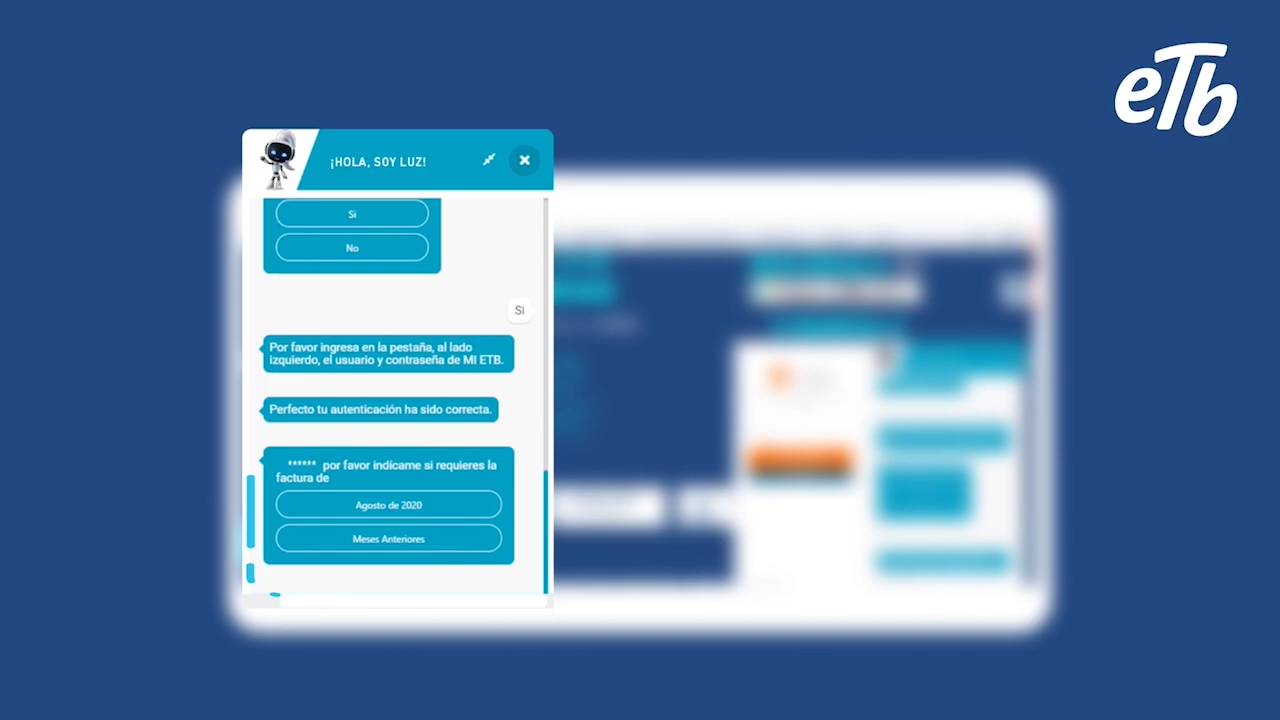 eTb
¡HOLA, SOY LUZ!
Si
No
Si
Por favor ingresa en la pestaña, al lado
izquierdo, el usuario y contraseña de MI ETB.
Perfecto tu autenticación ha sido correcta.
****** por favor indícame si requieres la
factura de
Agosto de 2020
Meses Anteriores